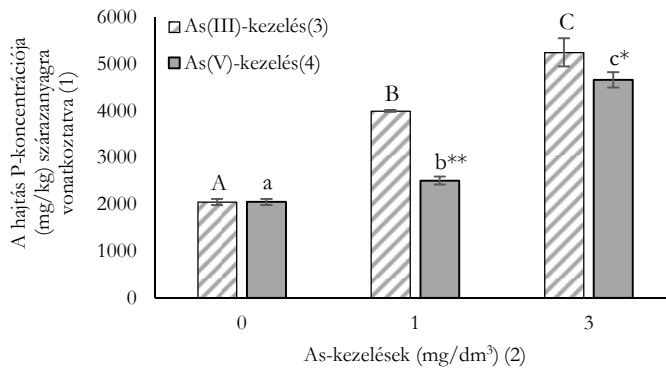 A hajtás P-koncentrációja
(mg/kg) szárazanyagra
vonatkoztatva (1)
6000
5000
4000
3000
2000
1000
0
As(III)-kezelés(3)
As(V)-kezelés(4)
A
a
B
b**
C
c*
0
1
3
As-kezelések (mg/dm³) (2)